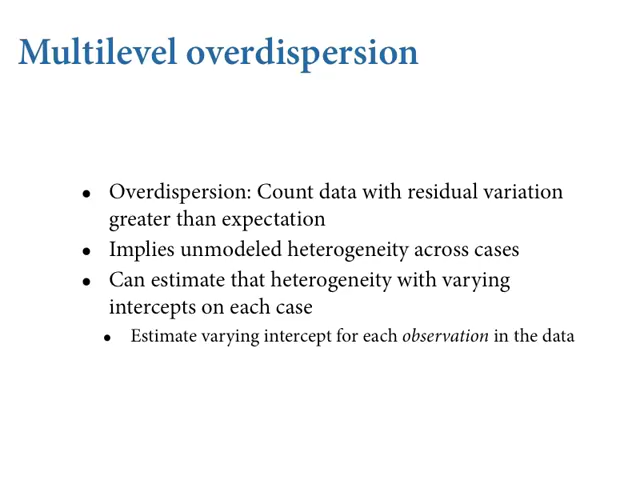 Multilevel overdispersion
• Overdispersion: Count data with residual variation
greater than expectation
• Implies unmodeled heterogeneity across cases
• Can estimate that heterogeneity with varying
intercepts on each case
• Estimate varying intercept for each observation in the data